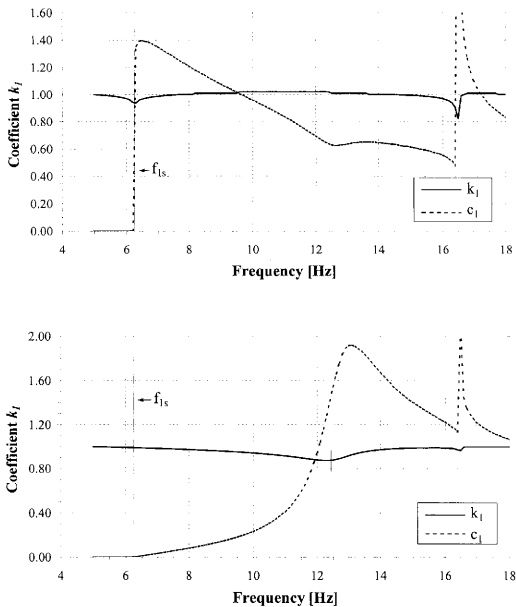 1.60
1.40
1.20
1.00
0.80
0.60
0.40
0.20
0.00
Coefficient k1
f1s
k1
c1
4 6 8 10 12 14 16 18
Frequency [Hz]
2.00
1.60
1.20
0.80
0.40
0.00
Coefficient k1
f1s
k1
c1
4 6 8 10 12 14 16 18
Frequency [Hz]